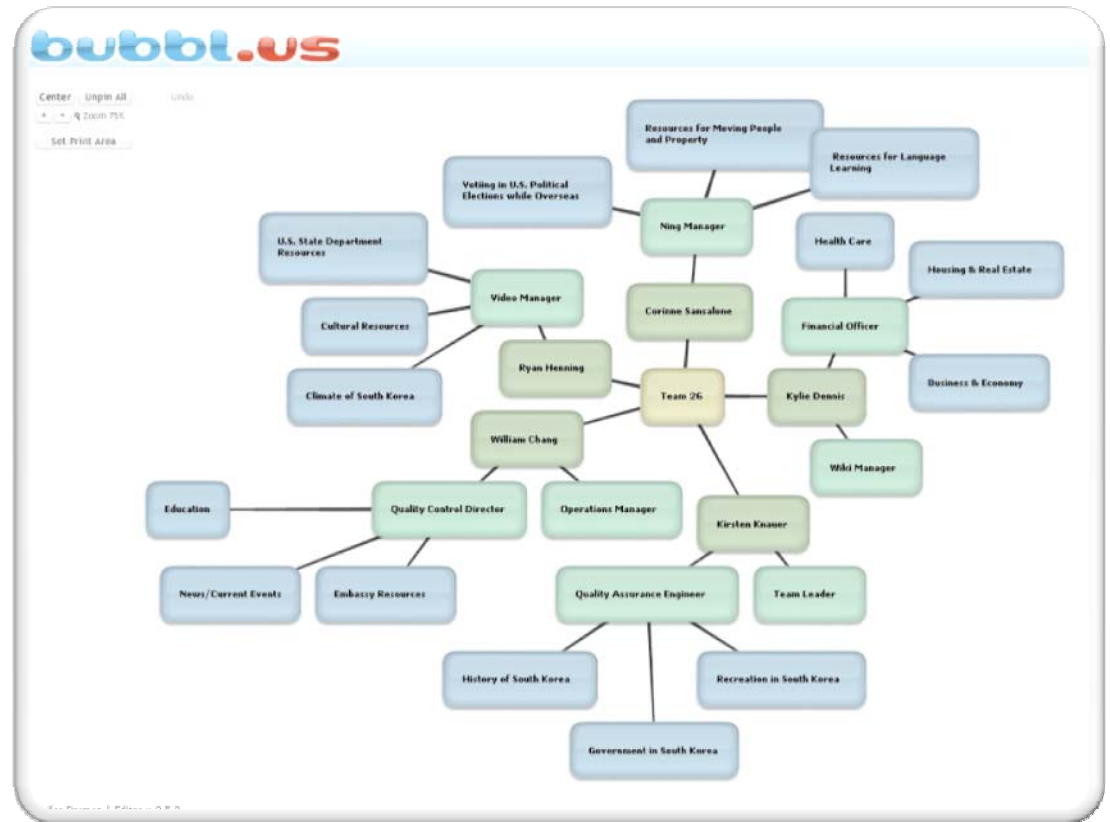 bubbl.us
Center
Unpin All
Undo
+
-
Zoom 75%
Set Print Area
Resources for Moving People
and Property
Resources for Language
Learning
Votiing in U.S. Political
Elections while Overseas
Ning Manager
U.S. State Department
Resources
Health Care
Housing & Real Estate
Video Manager
Corinne Sansalone
Financial Officer
Cultural Resources
Ryan Henning
Team 26
Kylie Dennis
Business & Economy
Climate of South Korea
William Chang
Wiki Manager
Education
Quality Control Director
Operations Manager
Kirsten Knauer
News/Current Events
Embassy Resources
Quality Assurance Engineer
Team Leader
History of South Korea
Recreation in South Korea
Government in South Korea